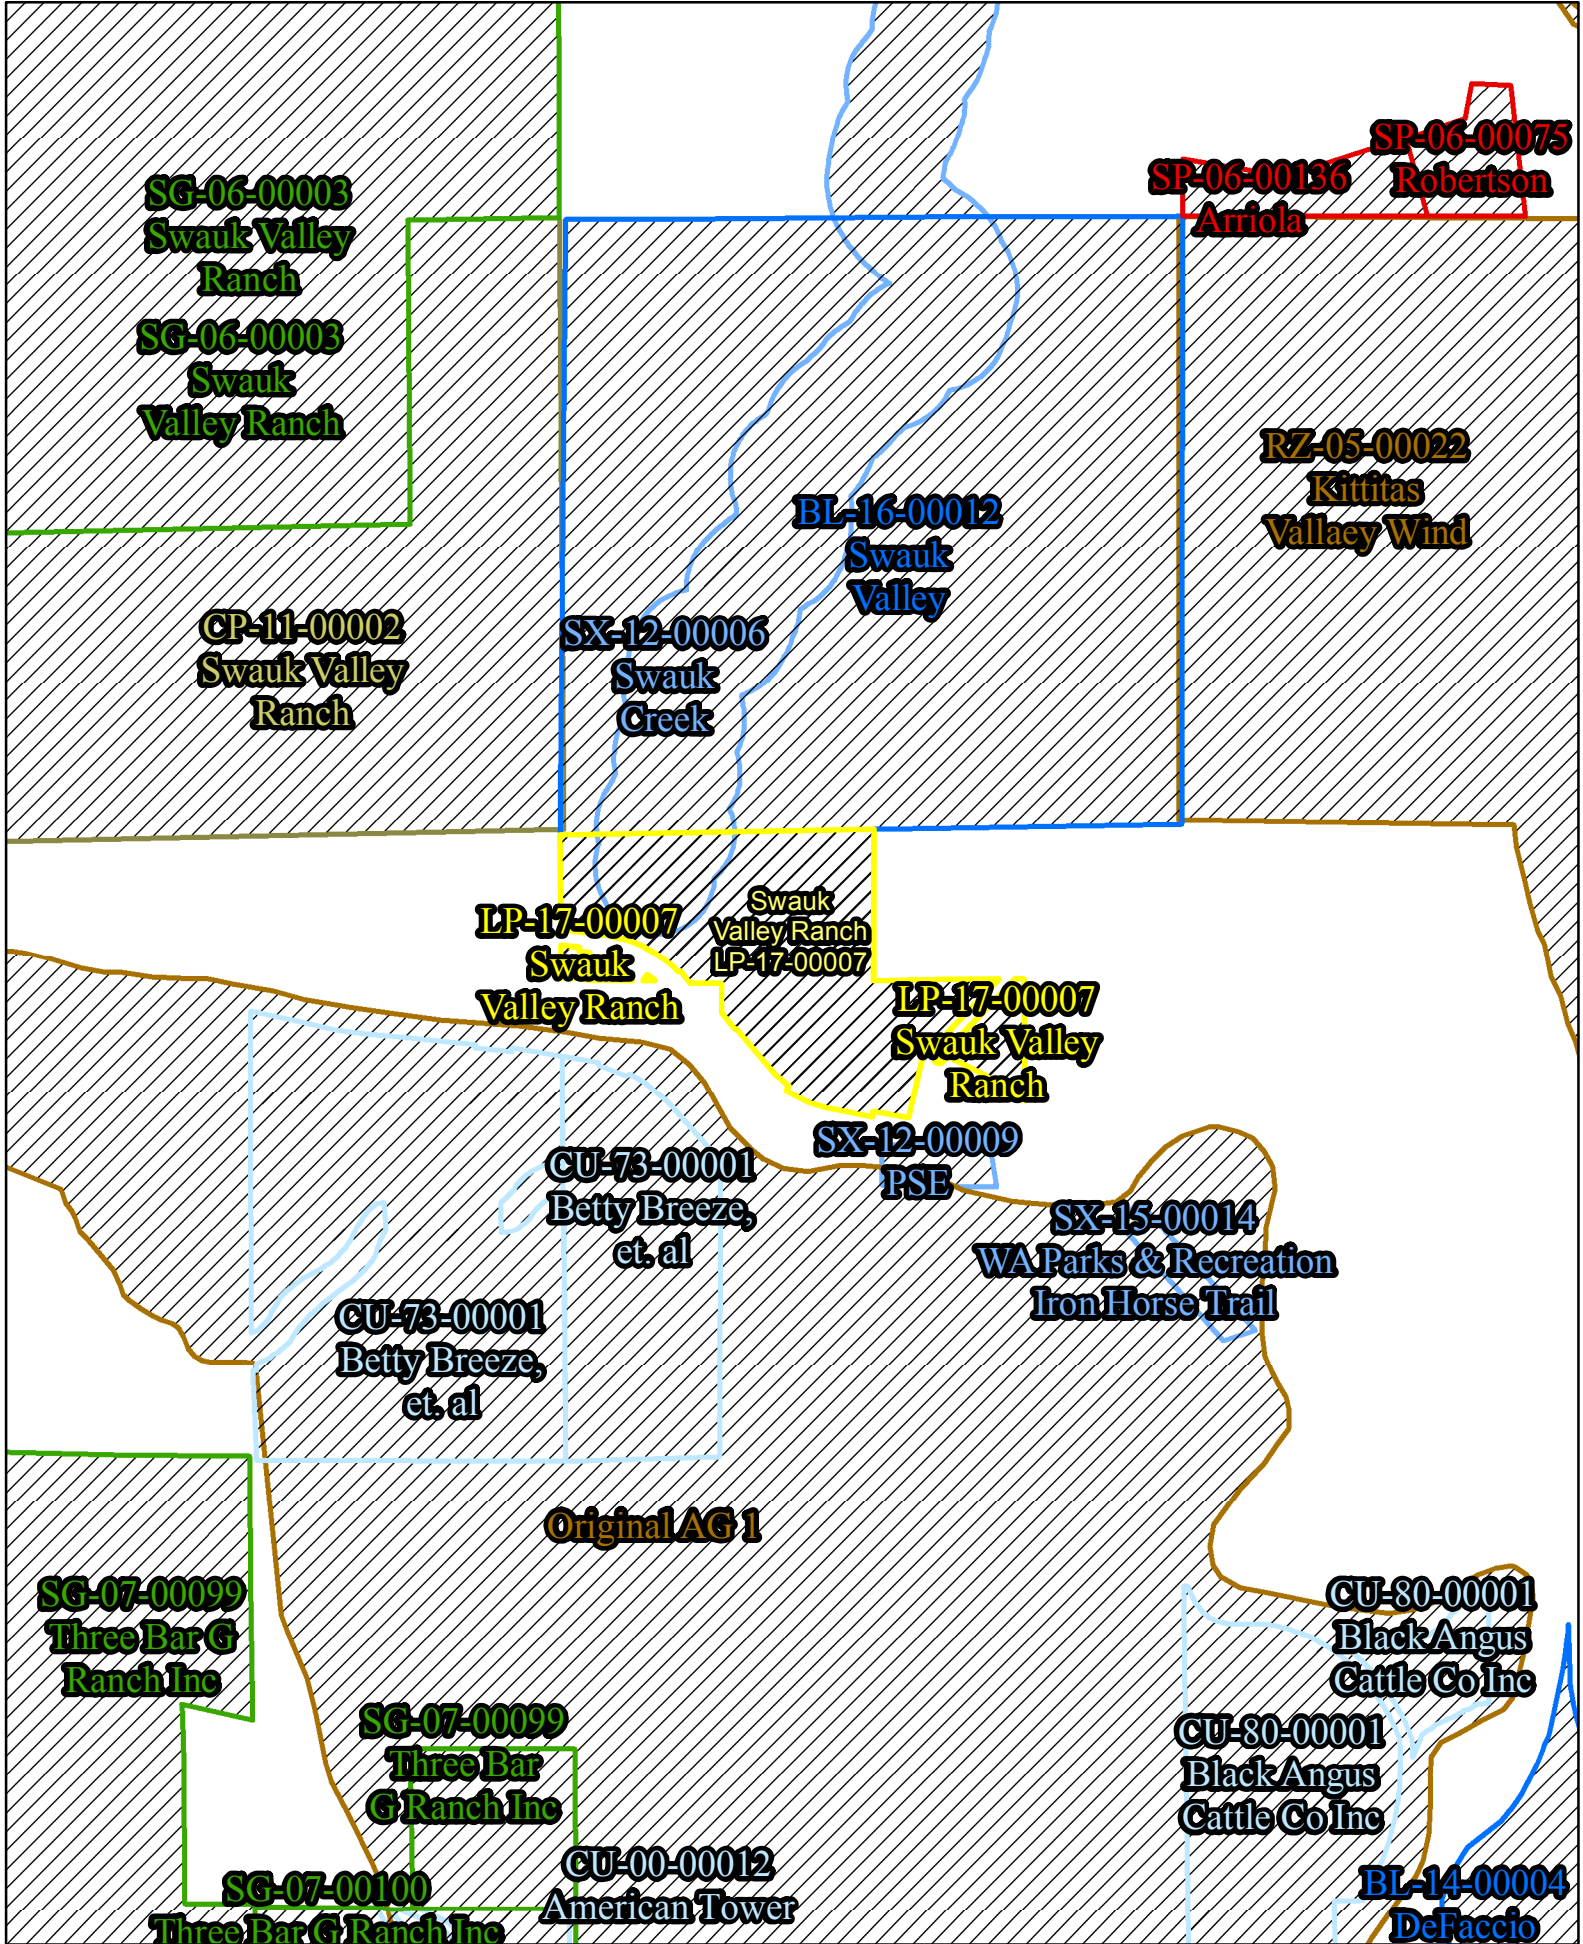 SP-06-00075
Robertson
SP-06-00136
Arriola
SG-06-00003
Swauk Valley
Ranch
SG-06-00003
Swauk
Valley Ranch
RZ-05-00022
Kittitas
Vallaey Wind
BL-16-00012
Swauk
Valley
CP-11-00002
Swauk Valley
Ranch
SX-12-00006
Swauk
Creek
LP-17-00007
Swauk
Valley Ranch
Swauk
Valley Ranch
LP-17-00007
LP-17-00007
Swauk Valley
Ranch
SX-12-00009
PSE
CU-73-00001
Betty Breeze,
et. al
SX-15-00014
WA Parks & Recreation
Iron Horse Trail
CU-73-00001
Betty Breeze,
et. al
Original AG 1
SG-07-00099
Three Bar G
Ranch Inc
CU-80-00001
Black Angus
Cattle Co Inc
SG-07-00099
Three Bar
G Ranch Inc
CU-80-00001
Black Angus
Cattle Co Inc
CU-00-00012
American Tower
SG-07-00100
Three Bar G Ranch Inc
BL-14-00004
DeFaccio